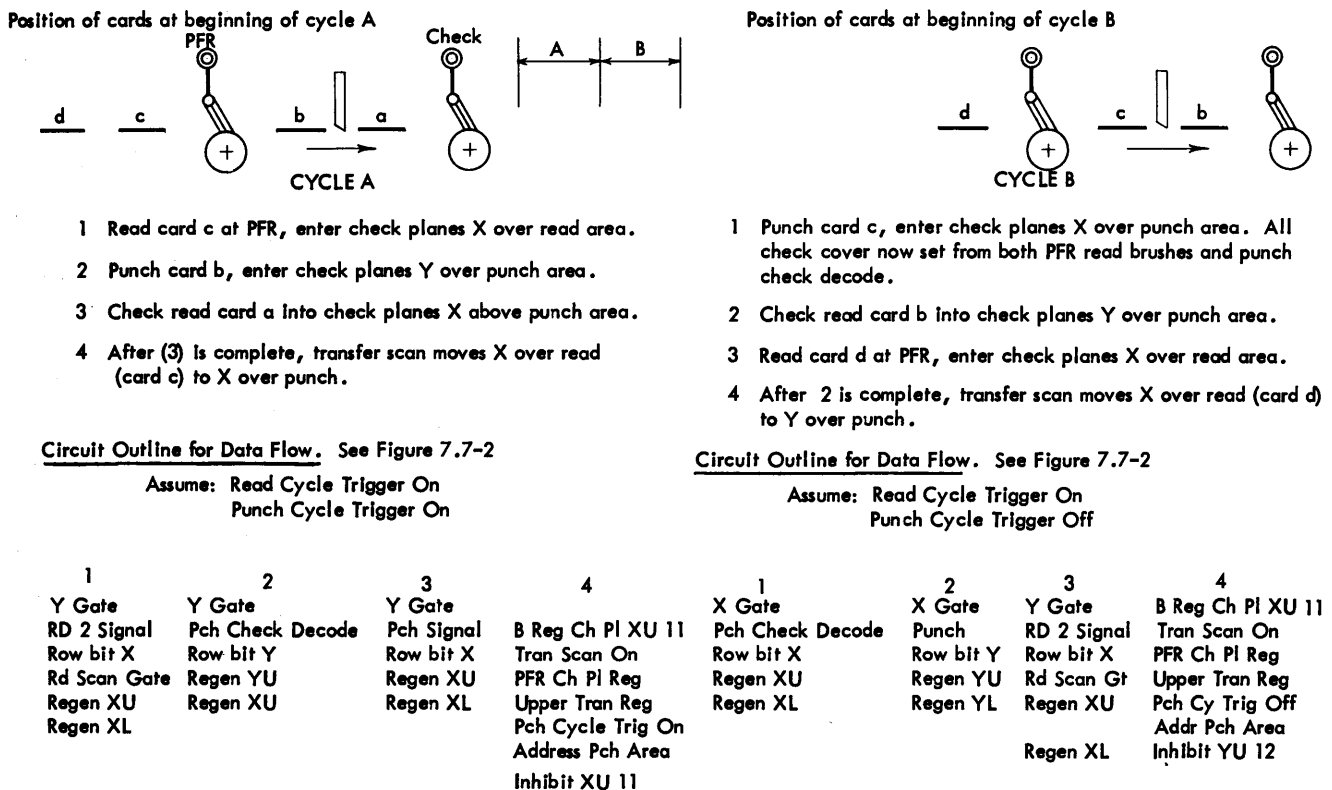 Position of cards at beginning of cycle A
PFR
Check
A
B
d
c
b
a
CYCLE A
1 Read card c at PFR, enter check planes X over read area.
2 Punch card b, enter check planes Y over punch area.
3 Check read card a into check planes X above punch area.
4 After (3) is complete, transfer scan moves X over read
(card c) to X over punch.
Circuit Outline for Data Flow. See Figure 7.7-2
Assume: Read Cycle Trigger On
Punch Cycle Trigger On
1
Y Gate
RD 2 Signal
Row bit X
Rd Scan Gate
Regen XU
Regen XL
2
Y Gate
Pch Check Decode
Row bit Y
Regen YU
Regen XU
3
Y Gate
Pch Signal
Row bit X
Regen XU
Regen XL
4
B Reg Ch Pl XU 11
Tran Scan On
PFR Ch Pl Reg
Upper Tran Reg
Pch Cycle Trig On
Address Pch Area
Inhibit XU 11
Position of cards at beginning of cycle B
d
c
b
CYCLE B
1 Punch card c, enter check planes X over punch area. All
check cover now set from both PFR read brushes and punch
check decode.
2 Check read card b into check planes Y over punch area.
3 Read card d at PFR, enter check planes X over read area.
4 After 2 is complete, transfer scan moves X over read (card d)
to Y over punch.
Circuit Outline for Data Flow. See Figure 7.7-2
Assume: Read Cycle Trigger On
Punch Cycle Trigger Off
1
X Gate
Pch Check Decode
Row bit X
Regen XU
Regen XL
2
X Gate
Punch
Row bit Y
Regen YU
Regen YL
3
Y Gate
RD 2 Signal
Row bit X
Rd Scan Gt
Regen XU
Regen XL
4
B Reg Ch Pl XU 11
Tran Scan On
PFR Ch Pl Reg
Upper Tran Reg
Pch Cy Trig Off
Addr Pch Area
Inhibit YU 12